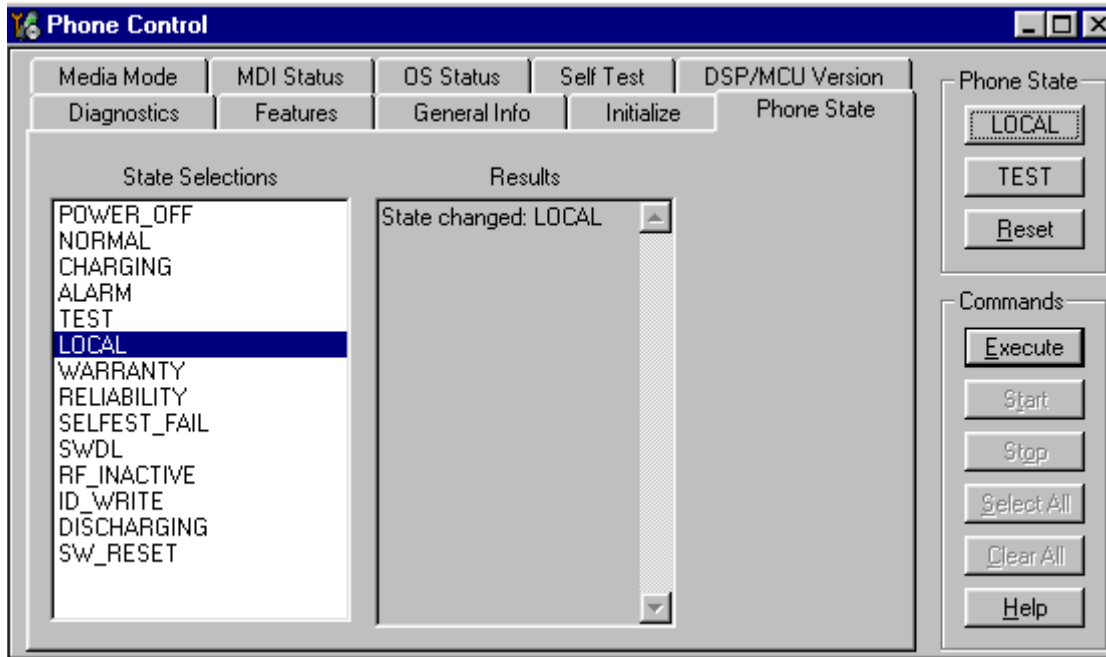 Phone Control
Media Mode
MDI Status
OS Status
Self Test
DSP/MCU Version
Diagnostics
Features
General Info
Initialize
Phone State
State Selections
POWER_OFF
NORMAL
CHARGING
ALARM
TEST
LOCAL
WARRANTY
RELIABILITY
SELFEST_FAIL
SWDL
RF_INACTIVE
ID_WRITE
DISCHARGING
SW_RESET
Results
State changed: LOCAL
Phone State
LOCAL
TEST
Reset
Commands
Execute
Start
Stop
Select All
Clear All
Help